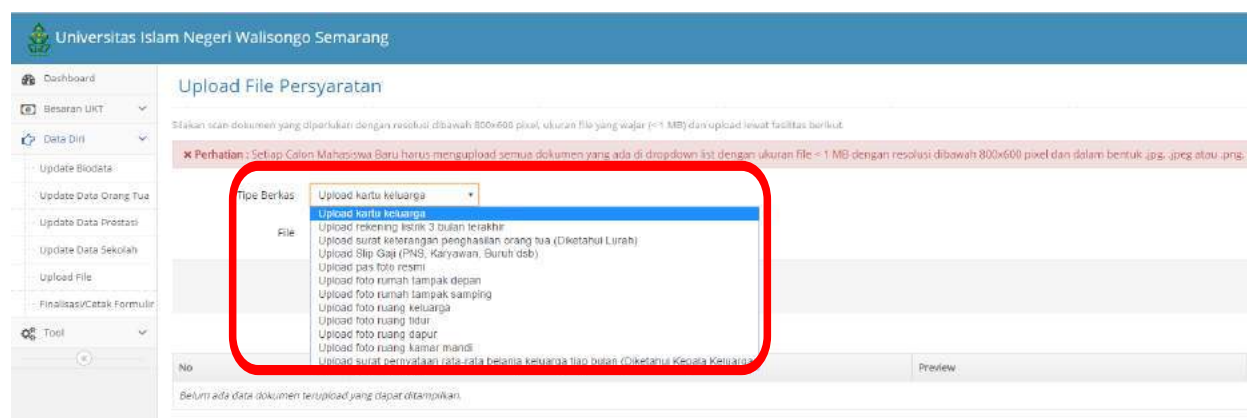 Universitas Islam Negeri Walisongo Semarang
Dashboard
Besaran UKT
Data Diri
Update Biodata
Update Data Orang Tua
Update Data Prestasi
Update Data Sekolah
Upload File
Finalisasi/Cetak Formulir
Tool
Upload File Persyaratan
Silakan scan dokumen yang diperlukan dengan resolusi dibawah 800x600 pixel, ukuran file yang wajar (< 1 MB) dan upload lewat fasilitas berikut.
✖ Perhatian : Setiap Calon Mahasiswa Baru harus mengupload semua dokumen yang ada di dropdown list dengan ukuran file < 1 MB dengan resolusi dibawah 800x600 pixel dan dalam bentuk .jpg, .jpeg atau .png.
Tipe Berkas
Upload kartu keluarga
File
Upload kartu keluarga
Upload rekening listrik 3 bulan terakhir
Upload surat keterangan penghasilan orang tua (Diketahui Lurah)
Upload Slip Gaji (PNS, Karyawan, Buruh dsb)
Upload pas foto resmi
Upload foto rumah tampak depan
Upload foto rumah tampak samping
Upload foto ruang keluarga
Upload foto ruang tidur
Upload foto ruang dapur
Upload foto ruang kamar mandi
Upload surat pernyataan rata-rata belanja keluarga tiap bulan (Diketahui Kepala Keluarga
No
Preview
Belum ada data dokumen terupload yang dapat ditampilkan.